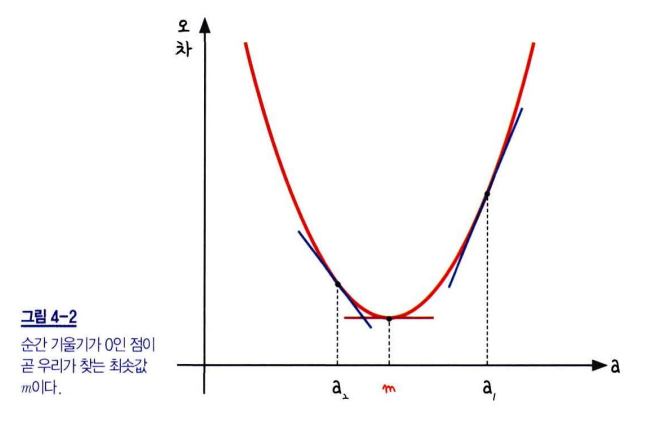 오
차
그림 4-2
순간 기울기가 0인 점이
곧 우리가 찾는 최솟값
m이다.
a
a₂ m a₁